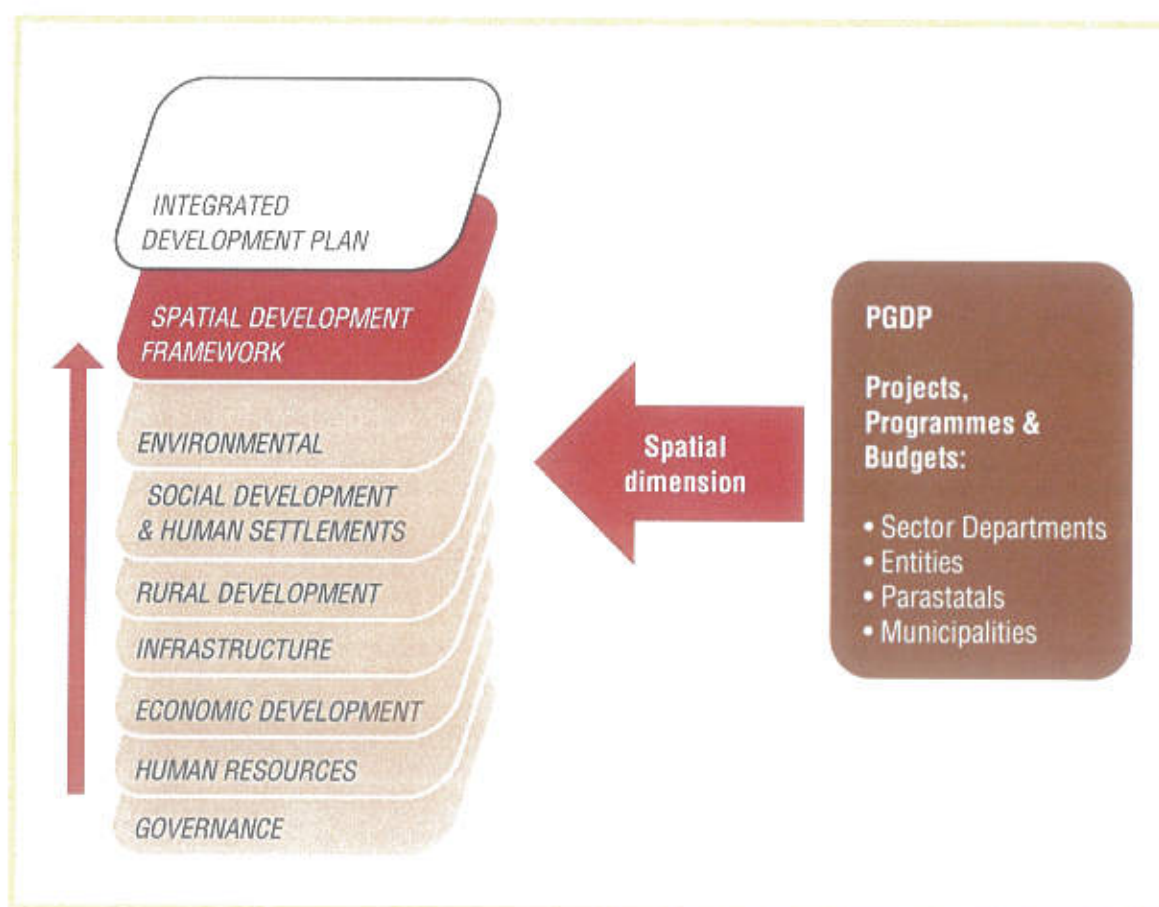 INTEGRATED
DEVELOPMENT PLAN
SPATIAL DEVELOPMENT
FRAMEWORK
ENVIRONMENTAL
SOCIAL DEVELOPMENT
& HUMAN SETTLEMENTS
RURAL DEVELOPMENT
INFRASTRUCTURE
ECONOMIC DEVELOPMENT
HUMAN RESOURCES
GOVERNANCE
Spatial
dimension
PGDP
Projects,
Programmes &
Budgets:
• Sector Departments
• Entities
• Parastatals
• Municipalities